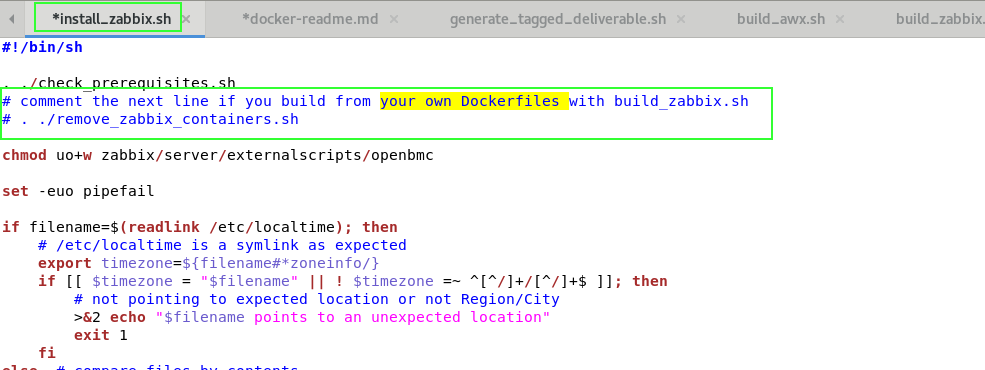 *install_zabbix.sh × *docker-readme.md × generate_tagged_deliverable.sh × build_awx.sh × build_zabbix.
#!/bin/sh
. ./check_prerequisites.sh
# comment the next line if you build from your own Dockerfiles with build_zabbix.sh
# . ./remove_zabbix_containers.sh
chmod uo+w zabbix/server/externalscripts/openbmc
set -euo pipefail
if filename=$(readlink /etc/localtime); then
# /etc/localtime is a symlink as expected
export timezone=${filename#*zoneinfo/}
if [[ $timezone = "$filename" || ! $timezone =~ ^[^/]+/[^/]+$ ]]; then
# not pointing to expected location or not Region/City
>&2 echo "$filename points to an unexpected location"
exit 1
fi
else # compare files by contents